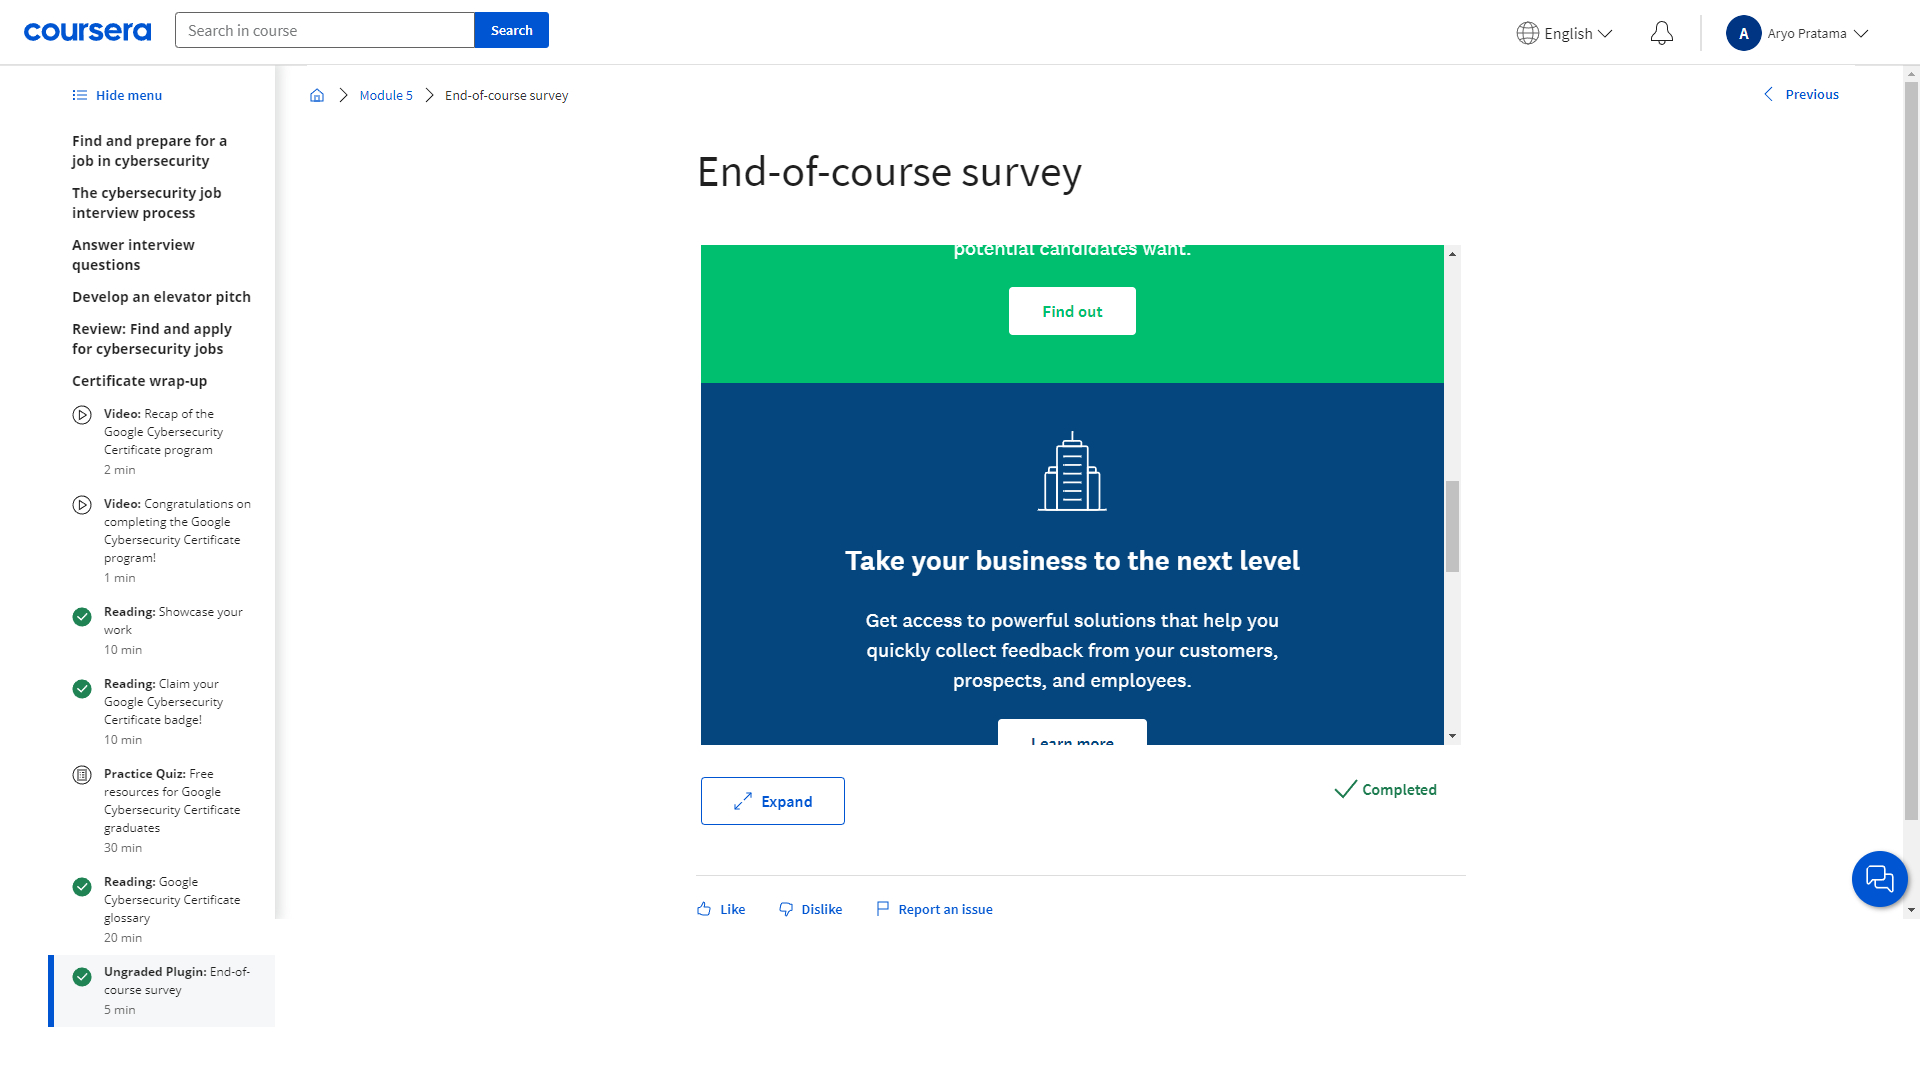 coursera
Search in course
Search
English
A
Aryo Pratama
Hide menu
Module 5
End-of-course survey
Previous
Find and prepare for a
job in cybersecurity
The cybersecurity job
interview process
Answer interview
questions
Develop an elevator pitch
Review: Find and apply
for cybersecurity jobs
Certificate wrap-up
Video: Recap of the
Google Cybersecurity
Certificate program
2 min
Video: Congratulations on
completing the Google
Cybersecurity Certificate
program!
1 min
Reading: Showcase your
work
10 min
Reading: Claim your
Google Cybersecurity
Certificate badge!
10 min
Practice Quiz: Free
resources for Google
Cybersecurity Certificate
graduates
30 min
Reading: Google
Cybersecurity Certificate
glossary
20 min
Ungraded Plugin: End-of-
course survey
5 min
End-of-course survey
potential candidates want.
Find out
Take your business to the next level
Get access to powerful solutions that help you
quickly collect feedback from your customers,
prospects, and employees.
Learn more
Expand
Completed
Like
Dislike
Report an issue